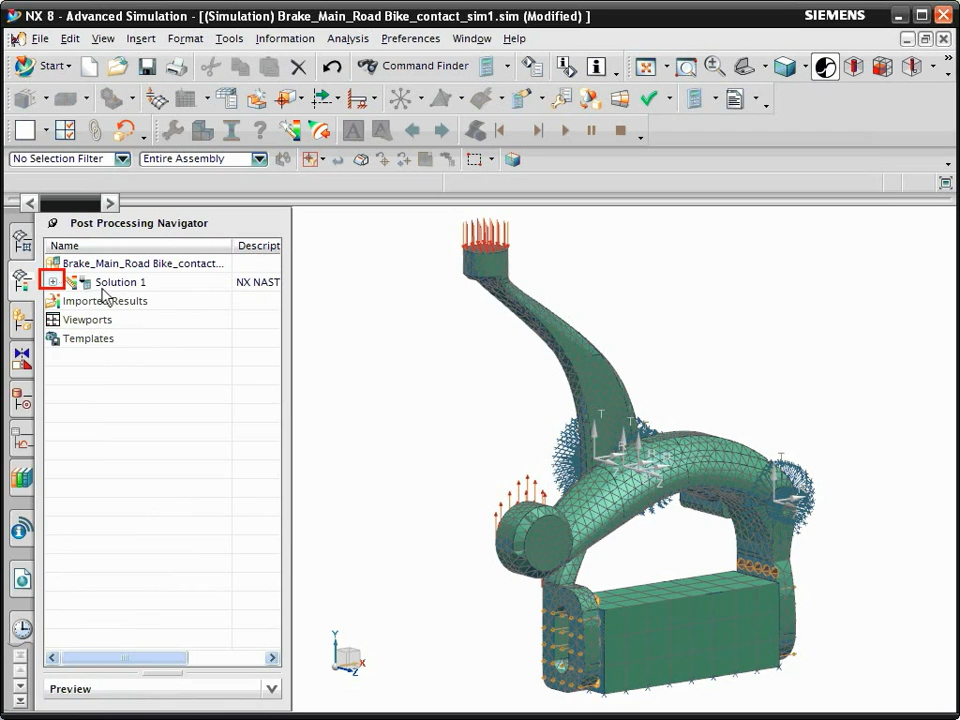 NX 8 - Advanced Simulation - [(Simulation) Brake_Main_Road Bike_contact_sim1.sim (Modified) ]
SIEMENS
File Edit View Insert Format Tools Information Analysis Preferences Window Help
Start Command Finder
No Selection Filter Entire Assembly
Post Processing Navigator
Name Descript
Brake_Main_Road Bike_contact...
Solution 1 NX NAST
Imported Results
Viewports
Templates
Preview
T
T
T
Z
Y
X
Z